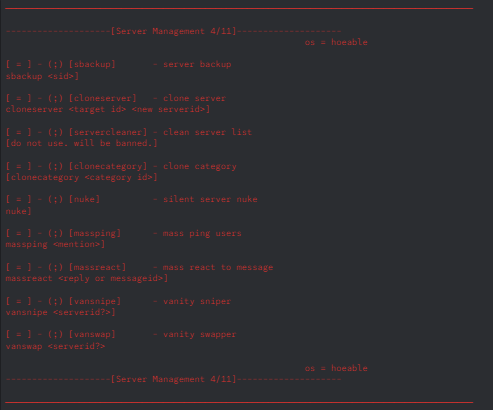 --------------------[Server Management 4/11]--------------------
os = hoeable
[ = ] - (;) [sbackup] - server backup
sbackup <sid>]
[ = ] - (;) [cloneserver] - clone server
cloneserver <target id> <new serverid>]
[ = ] - (;) [servercleaner] - clean server list
[do not use. will be banned.]
[ = ] - (;) [clonecategory] - clone category
[clonecategory <category id>]
[ = ] - (;) [nuke] - silent server nuke
nuke]
[ = ] - (;) [massping] - mass ping users
massping <mention>]
[ = ] - (;) [massreact] - mass react to message
massreact <reply or messageid>]
[ = ] - (;) [vansnipe] - vanity sniper
vansnipe <serverid?>]
[ = ] - (;) [vanswap] - vanity swapper
vanswap <serverid?>
os = hoeable
--------------------[Server Management 4/11]--------------------